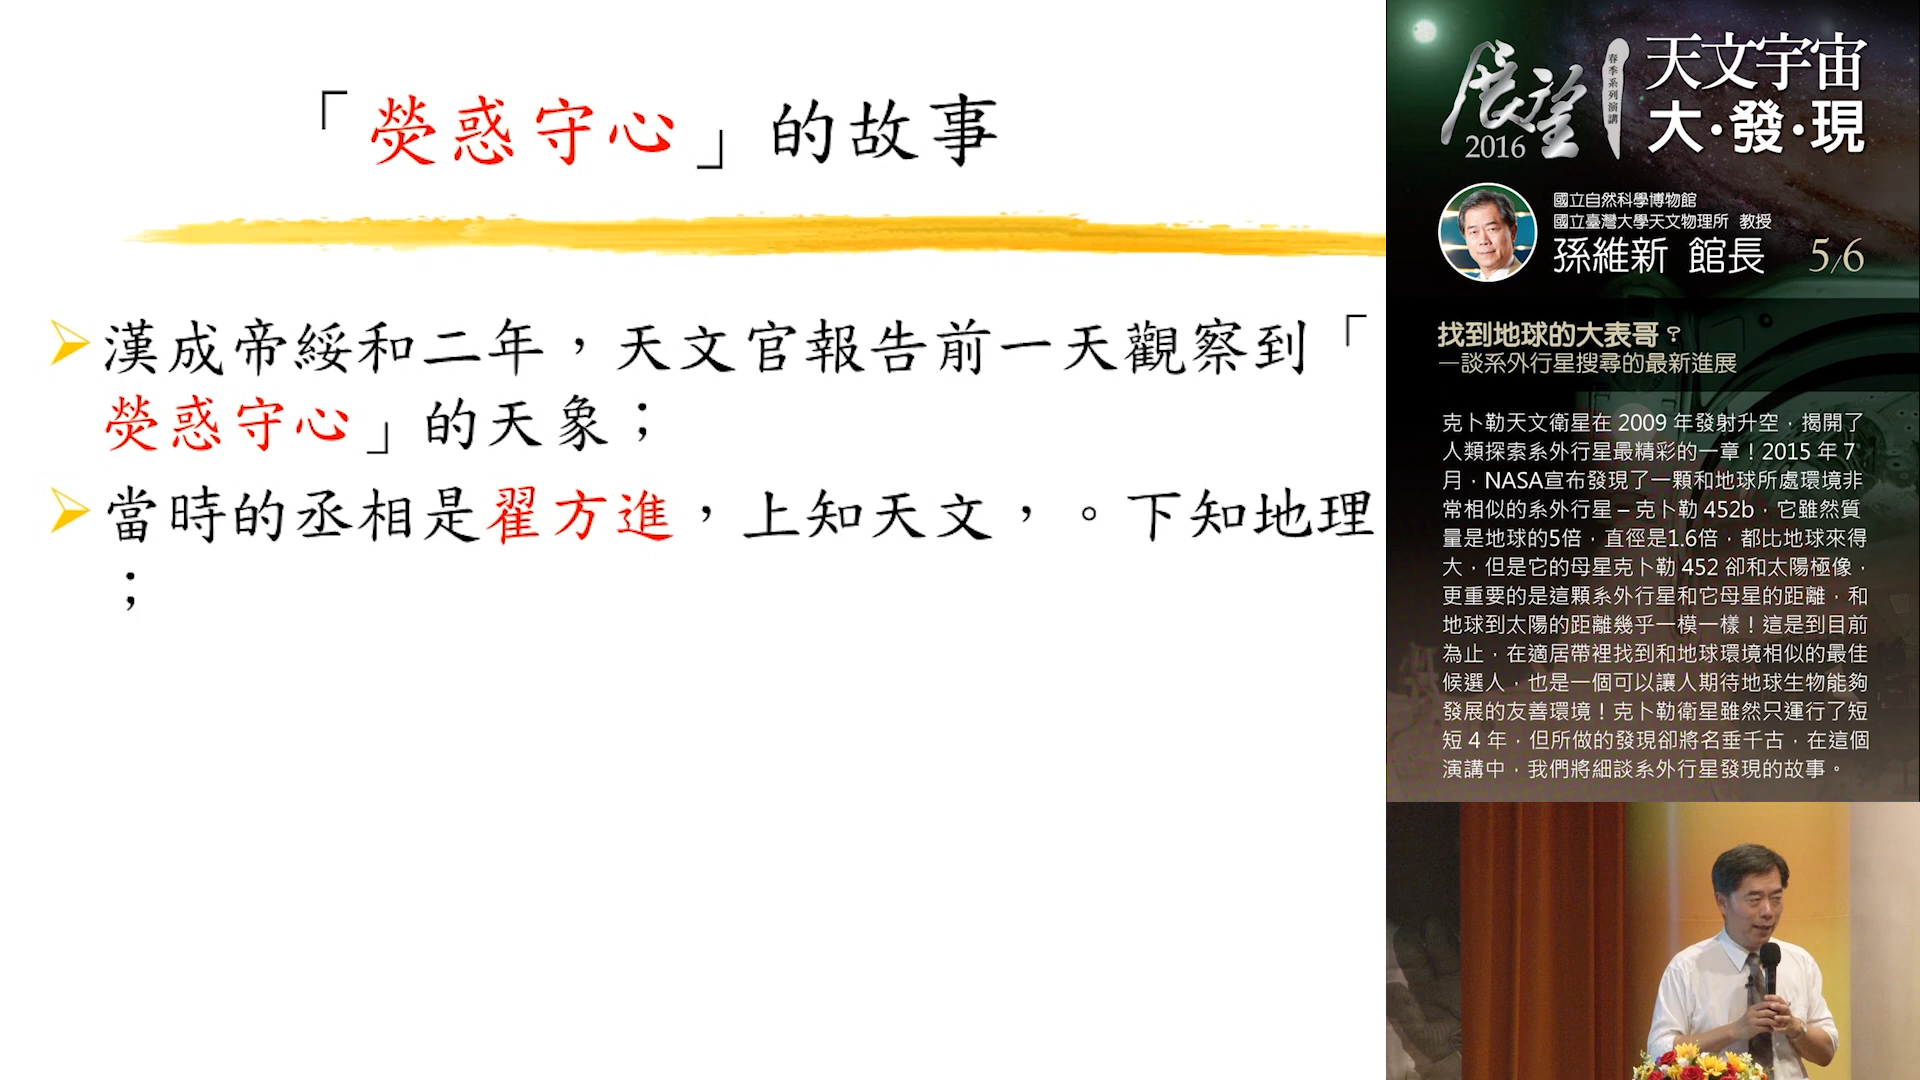 「熒惑守心」的故事
漢成帝綏和二年，天文官報告前一天觀察到「
熒惑守心」的天象；
當時的丞相是翟方進，上知天文，。下知地理
；
展望
2016
春季系列演講
天文宇宙
大·發·現
國立自然科學博物館
國立臺灣大學天文物理所 教授
孫維新 館長 5/6
找到地球的大表哥？
—談系外行星搜尋的最新進展
克卜勒天文衛星在 2009 年發射升空，揭開了
人類探索系外行星最精彩的一章！2015 年 7
月，NASA宣布發現了一顆和地球所處環境非
常相似的系外行星 – 克卜勒 452b，它雖然質
量是地球的5倍，直徑是1.6倍，都比地球來得
大，但是它的母星克卜勒 452 卻和太陽極像，
更重要的是這顆系外行星和它母星的距離，和
地球到太陽的距離幾乎一模一樣！這是到目前
為止，在適居帶裡找到和地球環境相似的最佳
候選人，也是一個可以讓人期待地球生物能夠
發展的友善環境！克卜勒衛星雖然只運行了短
短 4 年，但所做的發現卻將名垂千古，在這個
演講中，我們將細談系外行星發現的故事。